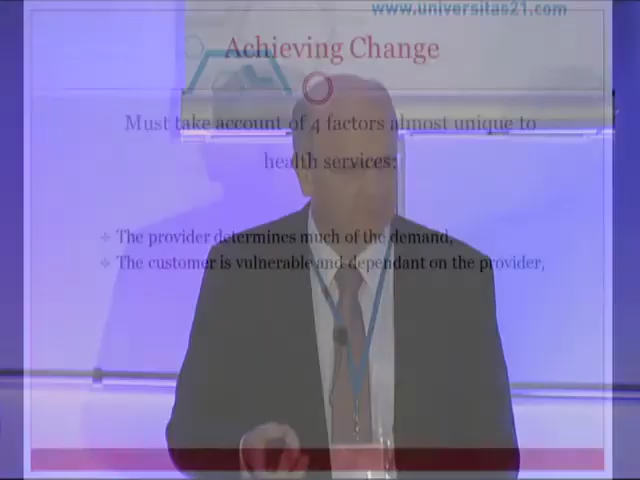 www.universitas21.com
Achieving Change
Must take account of 4 factors almost unique to
health services:
The provider determines much of the demand,
The customer is vulnerable and dependant on the provider,